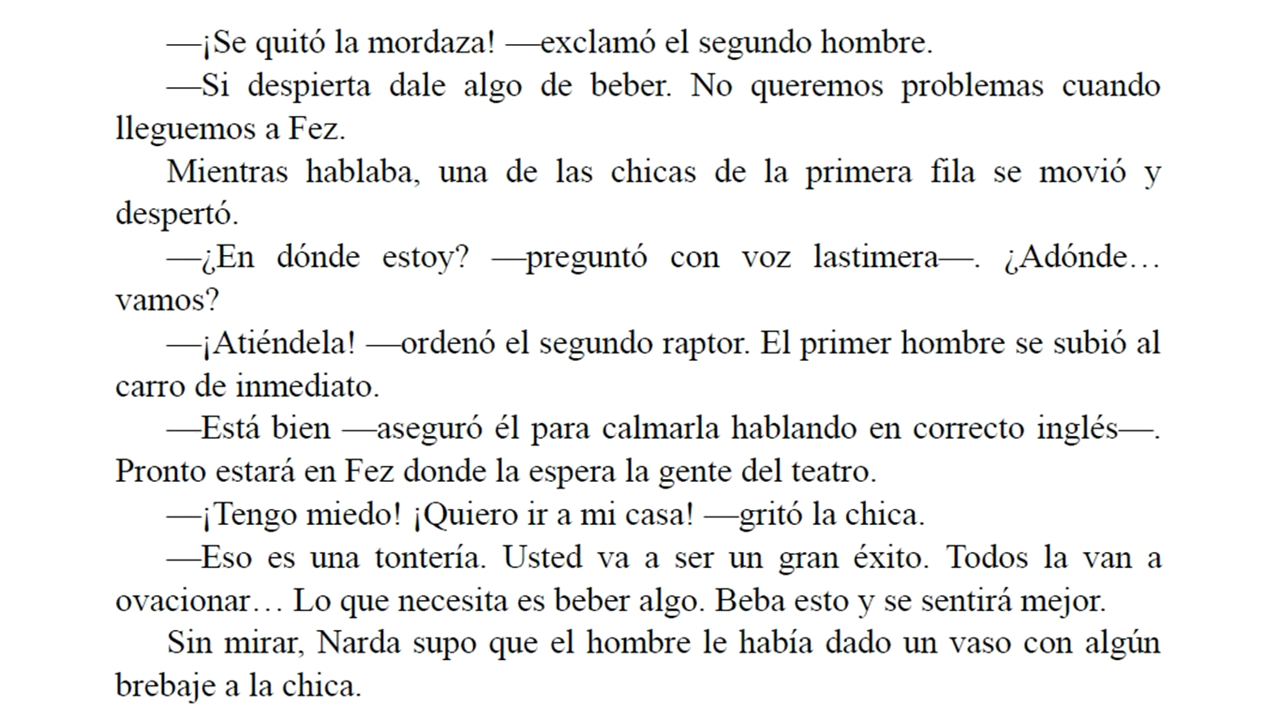 —¡Se quitó la mordaza! —exclamó el segundo hombre.
—Si despierta dale algo de beber. No queremos problemas cuando
lleguemos a Fez.
Mientras hablaba, una de las chicas de la primera fila se movió y
despertó.
—¿En dónde estoy? —preguntó con voz lastimera—. ¿Adónde…
vamos?
—¡Atiéndela! —ordenó el segundo raptor. El primer hombre se subió al
carro de inmediato.
—Está bien —aseguró él para calmarla hablando en correcto inglés—.
Pronto estará en Fez donde la espera la gente del teatro.
—¡Tengo miedo! ¡Quiero ir a mi casa! —gritó la chica.
—Eso es una tontería. Usted va a ser un gran éxito. Todos la van a
ovacionar… Lo que necesita es beber algo. Beba esto y se sentirá mejor.
Sin mirar, Narda supo que el hombre le había dado un vaso con algún
brebaje a la chica.